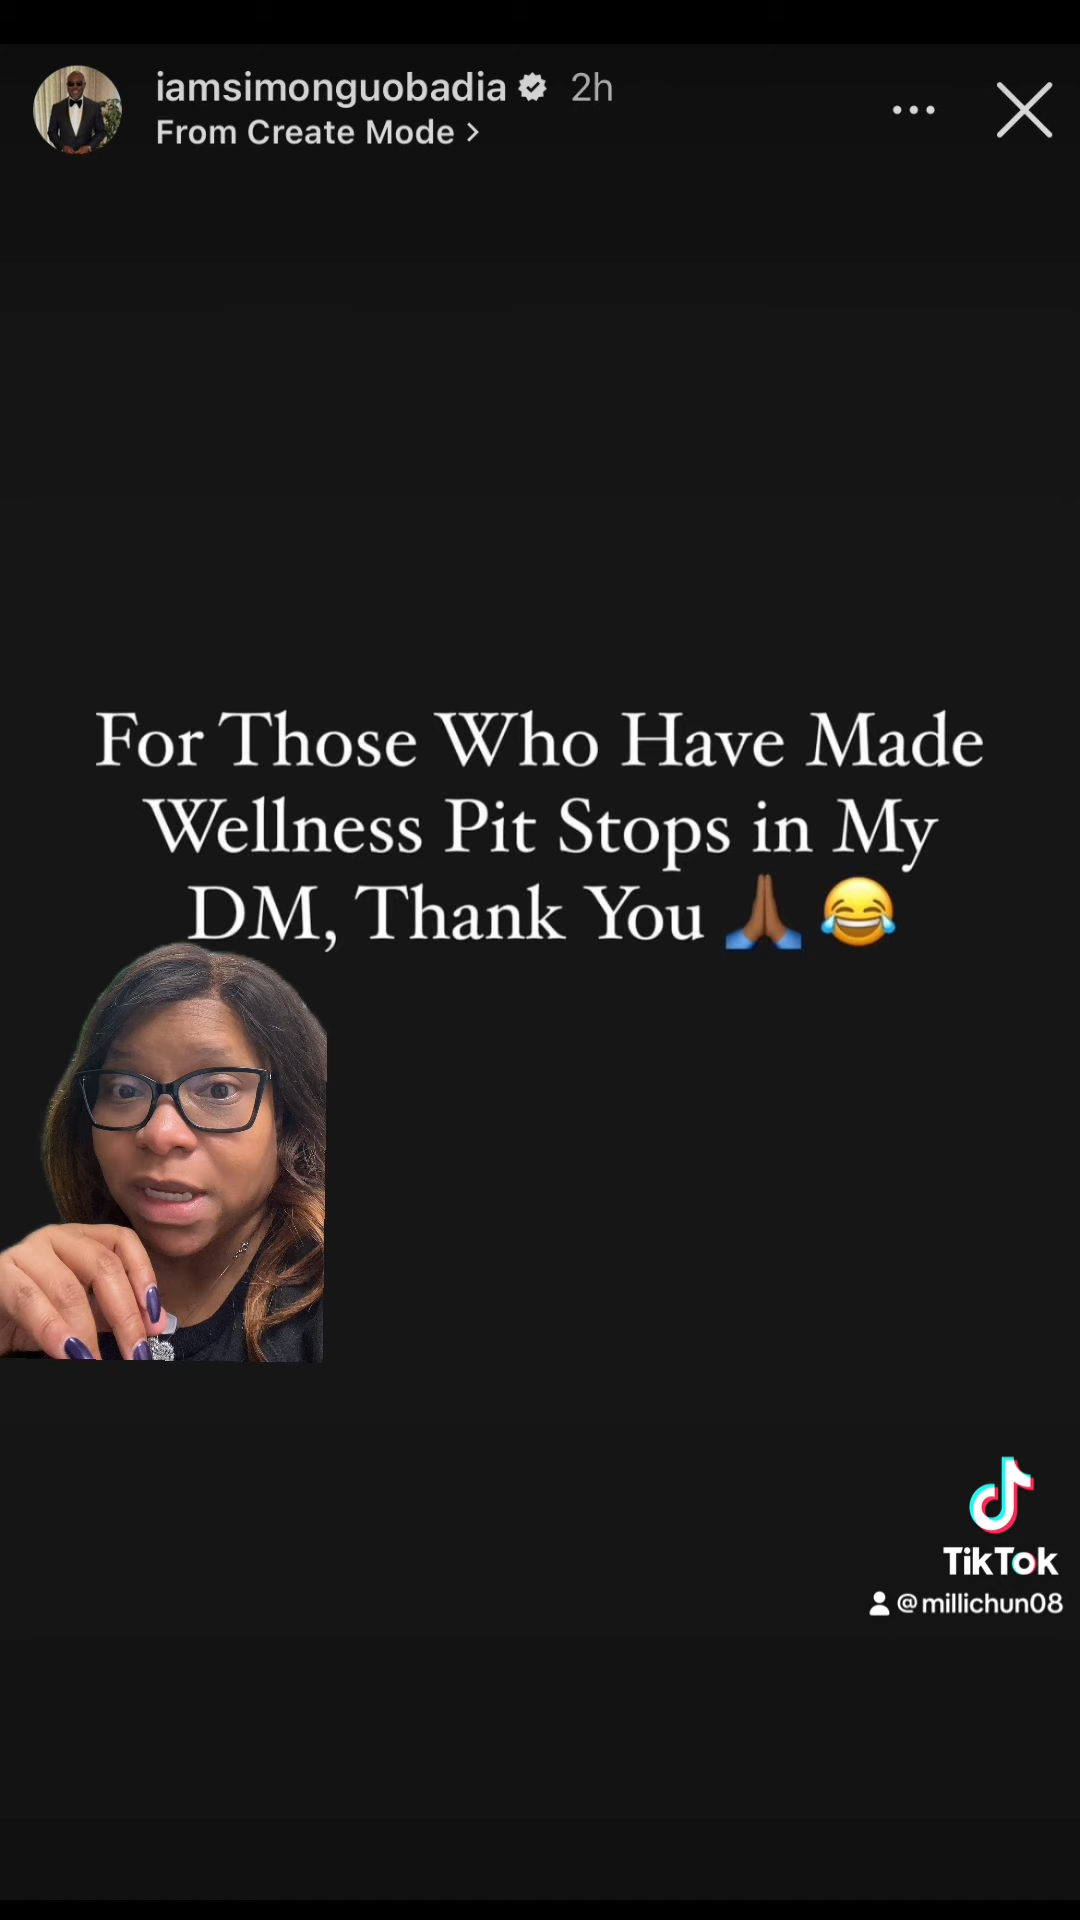 iamsimonguobadia 2h
From Create Mode >
For Those Who Have Made
Wellness Pit Stops in My
DM, Thank You 🙏🏾 😂
TikTok
@millichun08